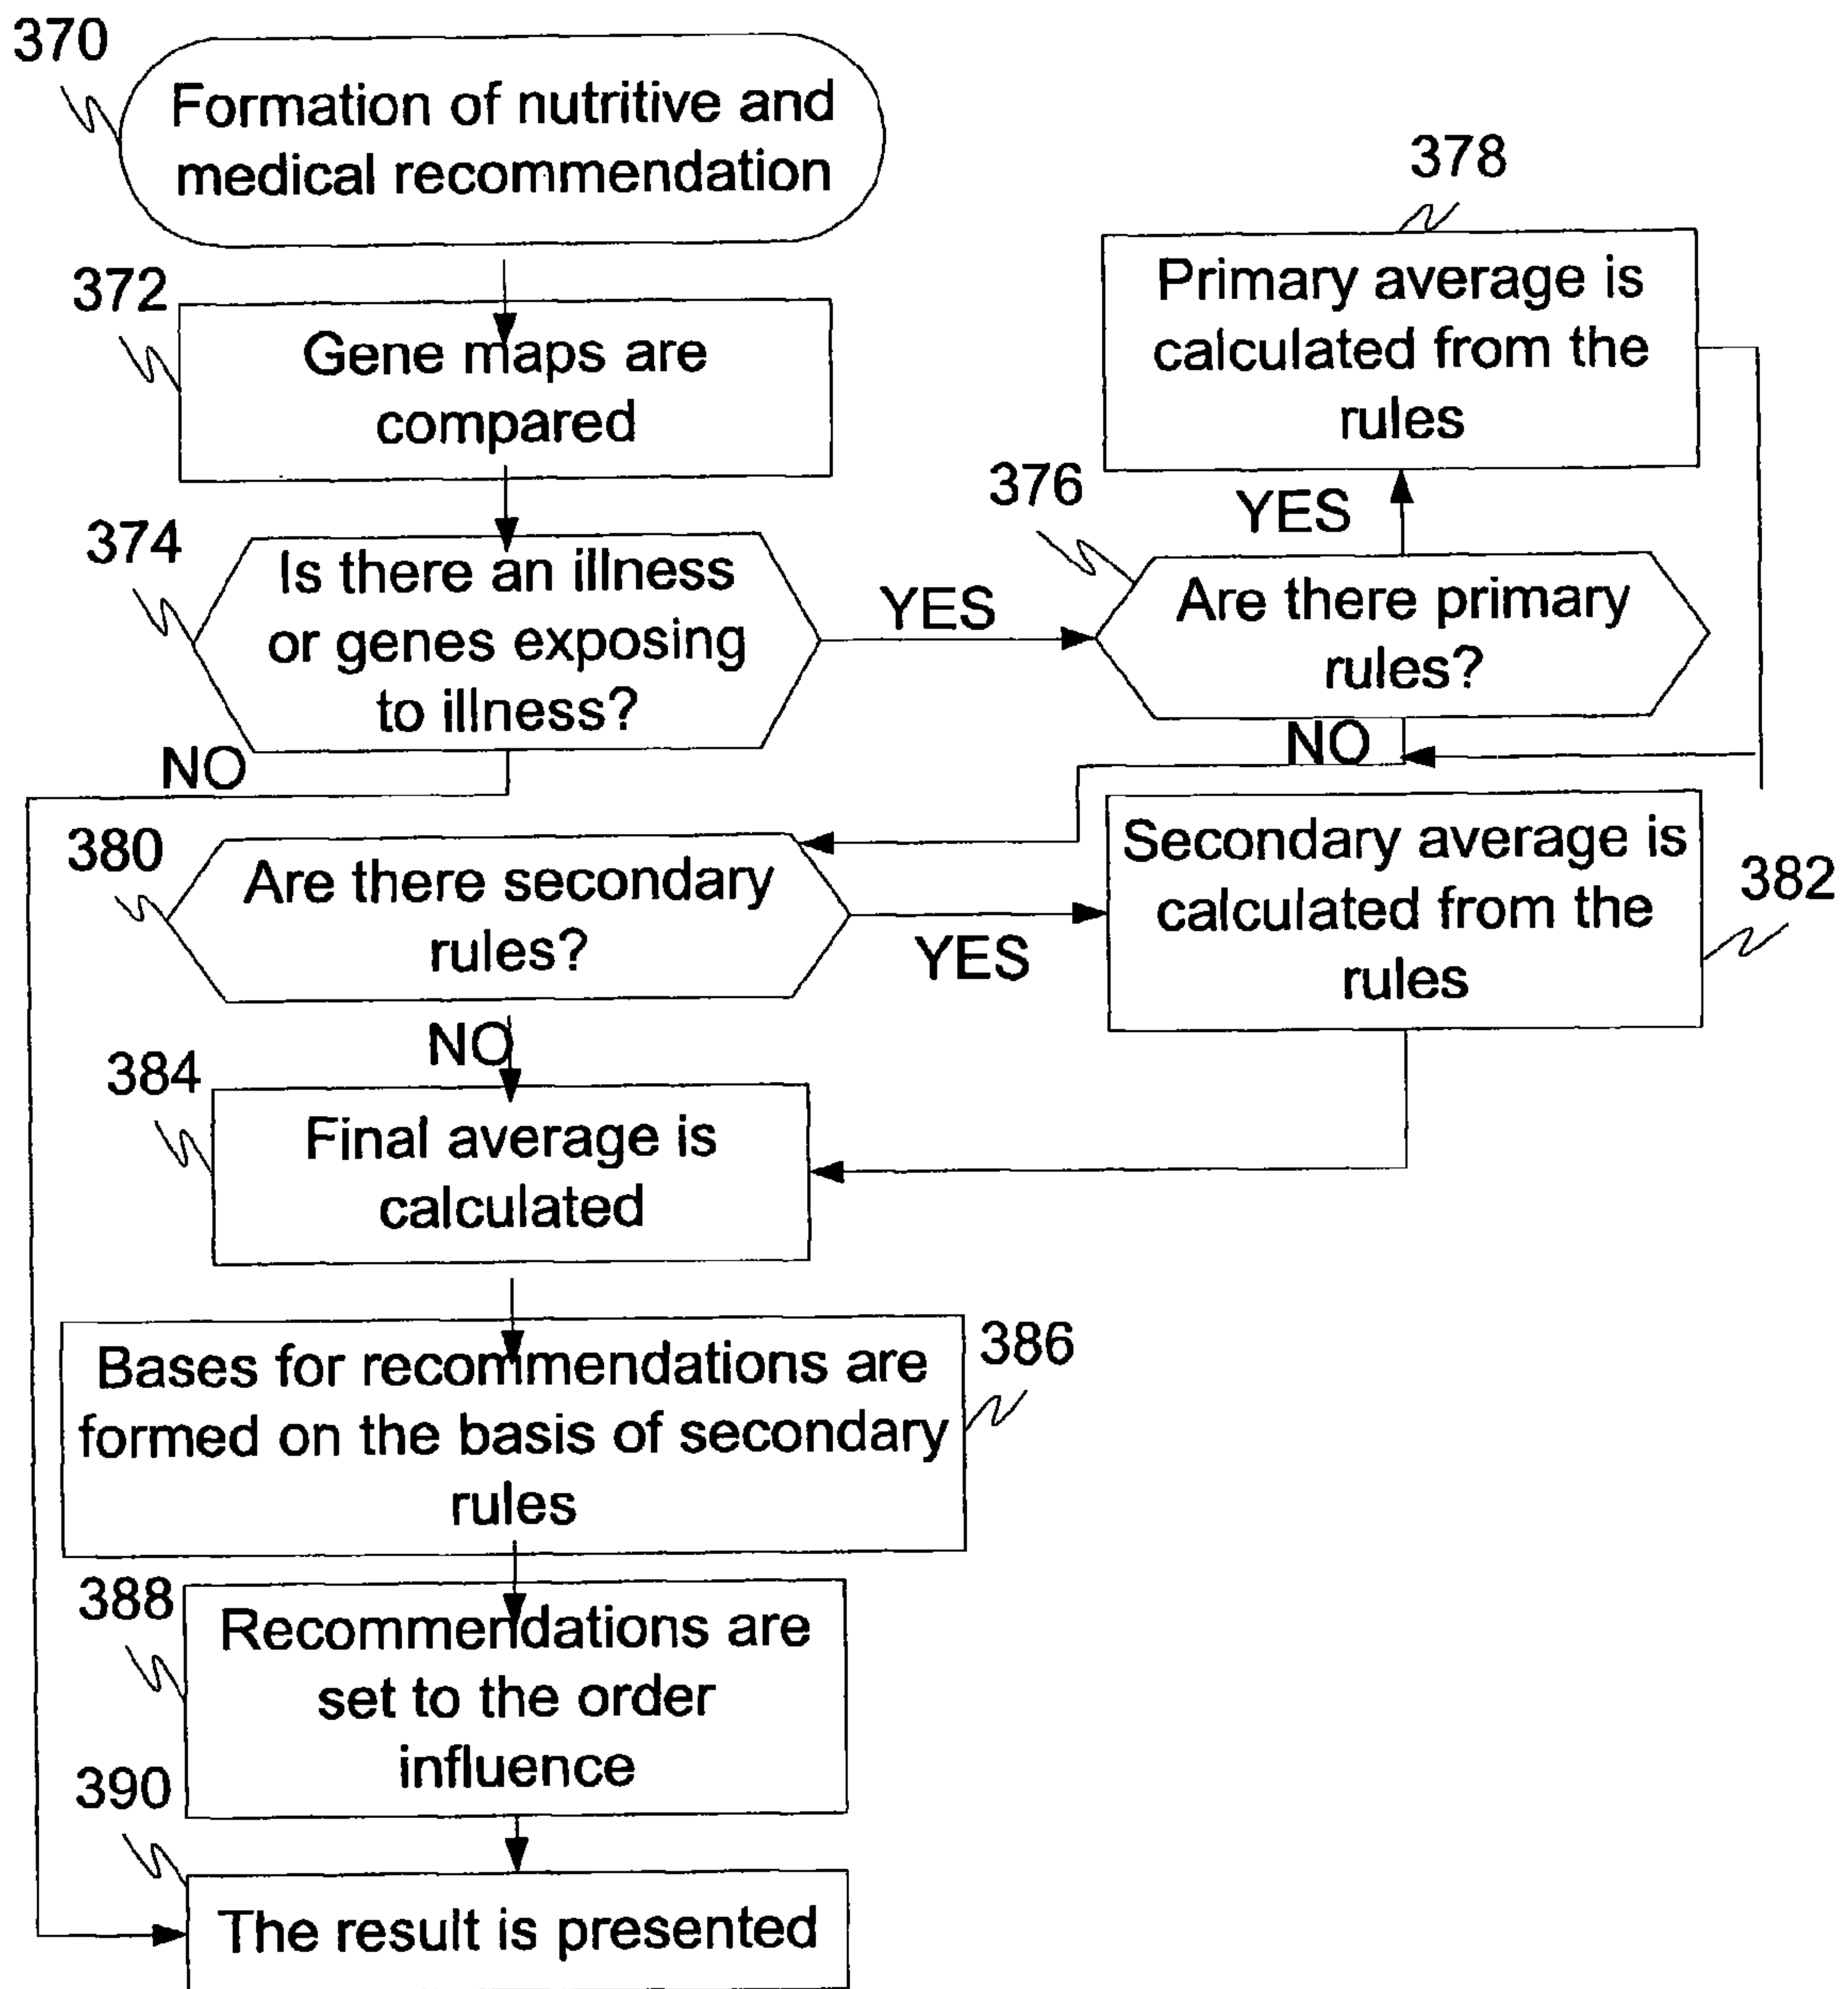 370
Formation of nutritive and
medical recommendation
372
Gene maps are
compared
374
Is there an illness
or genes exposing
to illness?
YES
NO
376
Are there primary
rules?
YES
NO
378
Primary average is
calculated from the
rules
380
Are there secondary
rules?
YES
NO
382
Secondary average is
calculated from the
rules
384
Final average is
calculated
386
Bases for recommendations are
formed on the basis of secondary
rules
388
Recommendations are
set to the order
influence
390
The result is presented